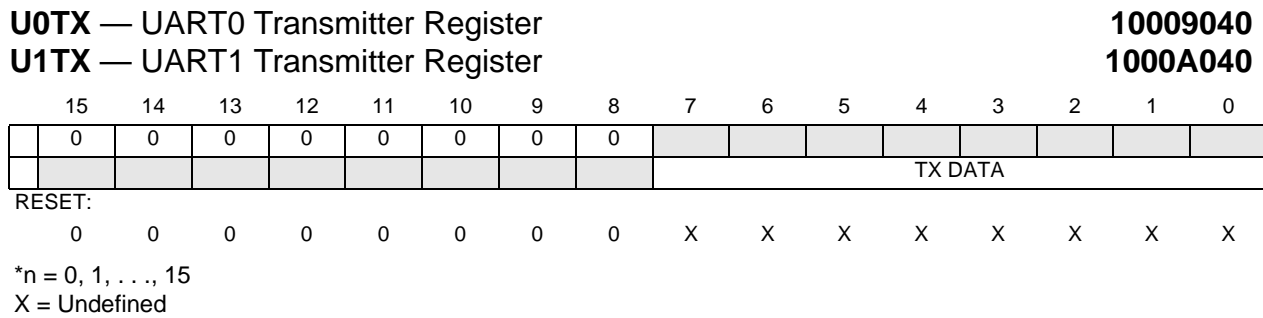 U0TX — UART0 Transmitter Register 10009040
U1TX — UART1 Transmitter Register 1000A040
15 14 13 12 11 10 9 8 7 6 5 4 3 2 1 0
0 0 0 0 0 0 0 0
TX DATA
RESET:
0 0 0 0 0 0 0 0 X X X X X X X X
*n = 0, 1, . . ., 15
X = Undefined